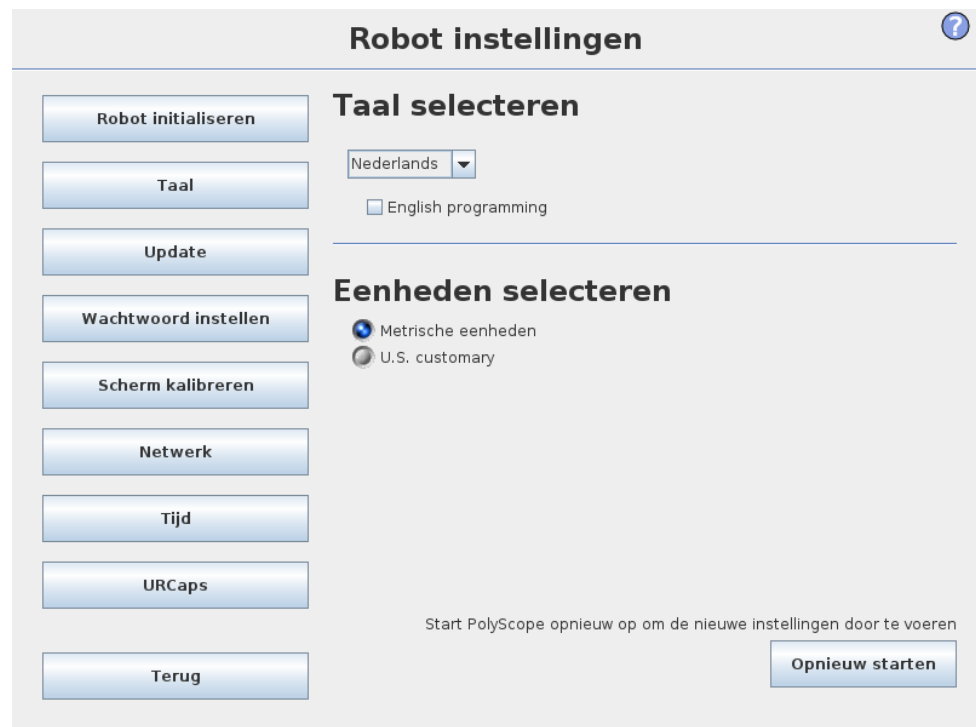 Robot instellingen
?
Robot initialiseren
Taal
Update
Wachtwoord instellen
Scherm kalibreren
Netwerk
Tijd
URCaps
Terug
Taal selecteren
Nederlands
English programming
Eenheden selecteren
Metrische eenheden
U.S. customary
Start PolyScope opnieuw op om de nieuwe instellingen door te voeren
Opnieuw starten